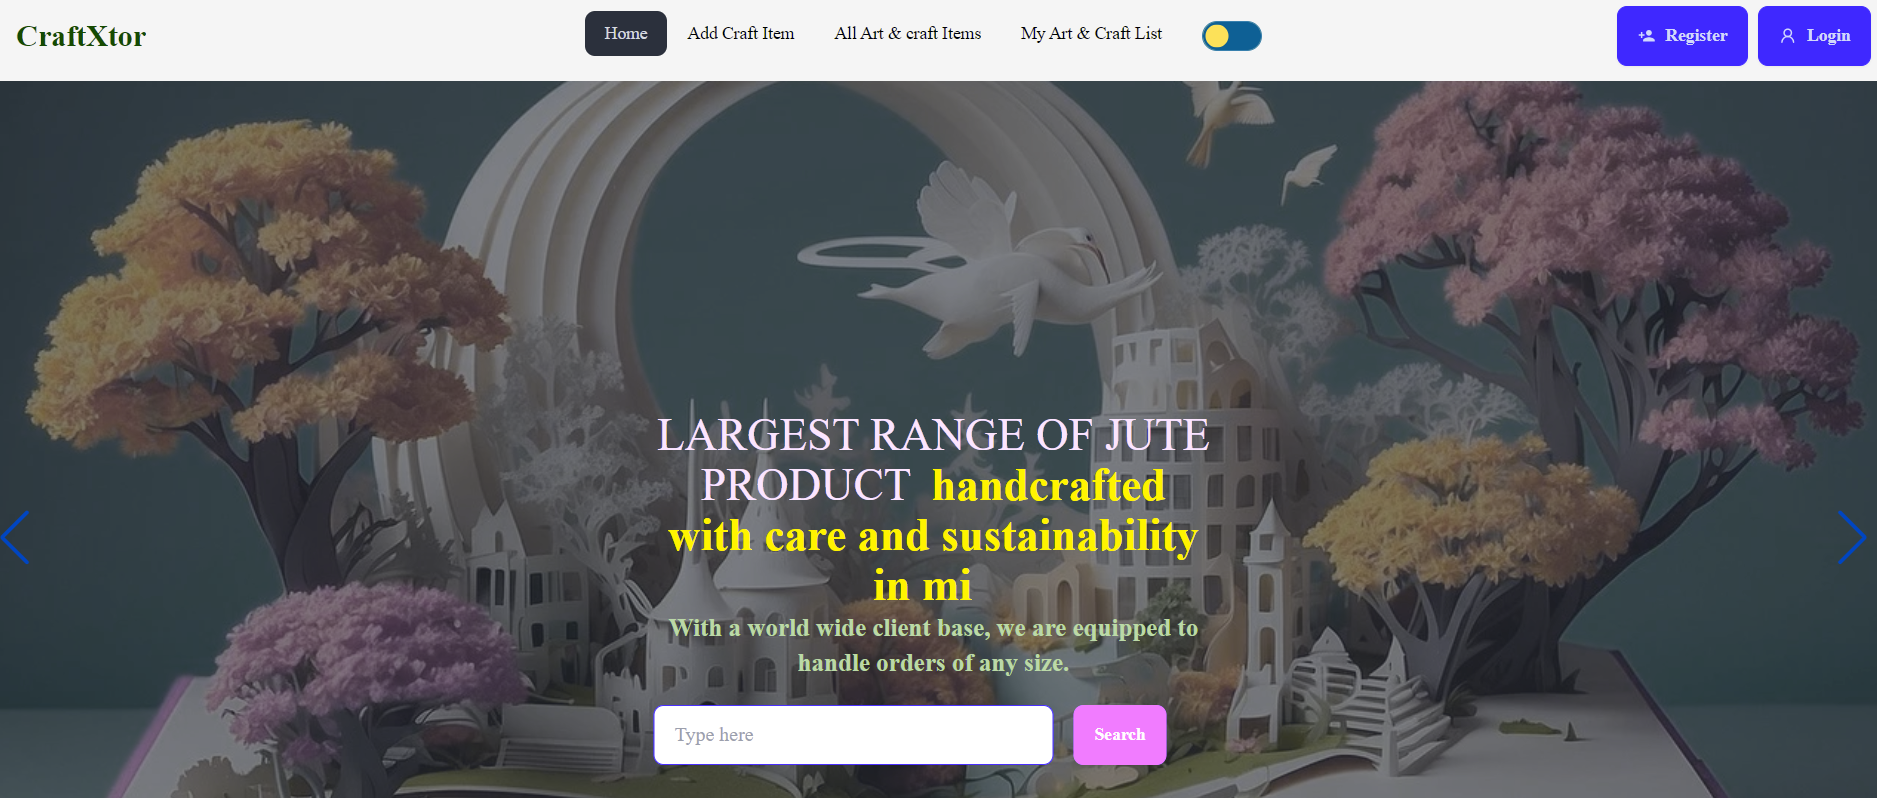 CraftXtor
Home
Add Craft Item
All Art & craft Items
My Art & Craft List
Register
Login
LARGEST RANGE OF JUTE
PRODUCT handcrafted
with care and sustainability
in mi
With a world wide client base, we are equipped to
handle orders of any size.
Type here
Search